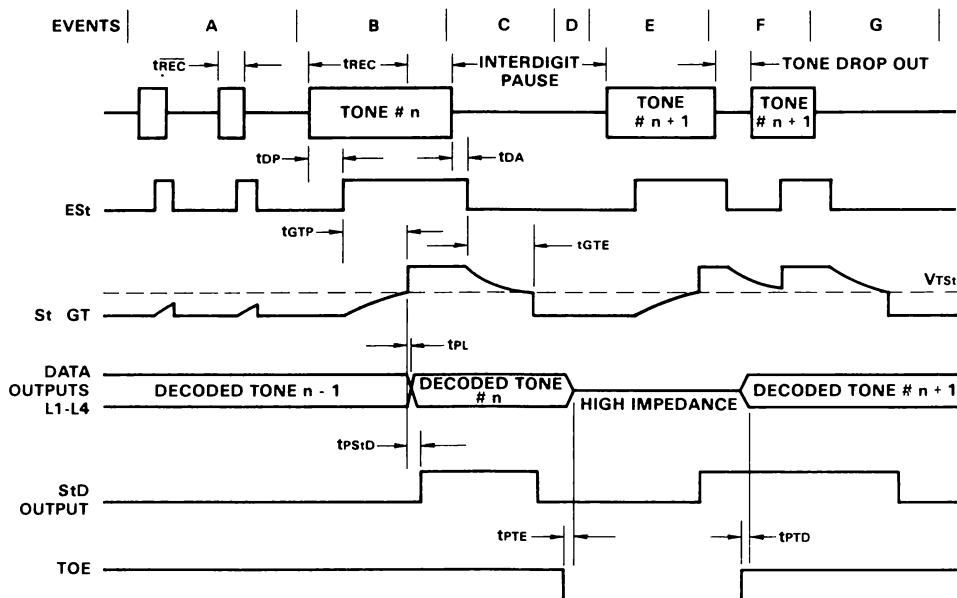 EVENTS A B C D E F G
tREC tREC INTERDIGIT PAUSE TONE DROP OUT
TONE # n TONE # n + 1 TONE # n + 1
tDP tDA
ESt
tGTP tGTE
VTSt
St GT
tPL
DATA OUTPUTS L1-L4
DECODED TONE n - 1 DECODED TONE # n HIGH IMPEDANCE DECODED TONE # n + 1
tPStD
StD OUTPUT
tPTE tPTD
TOE